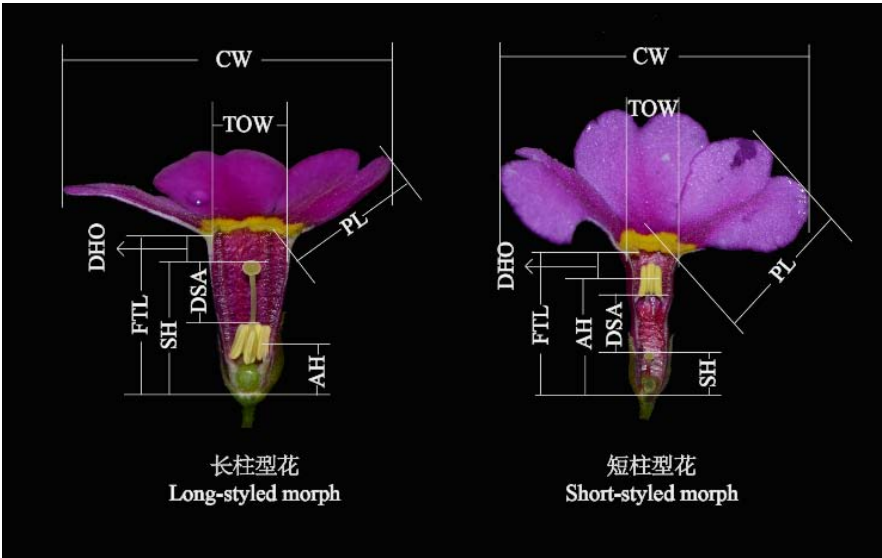 CW
TOW
PL
DHO
FTL
SH
DSA
AH
长柱型花
Long-styled morph
CW
TOW
PL
DHO
FTL
AH
DSA
SH
短柱型花
Short-styled morph